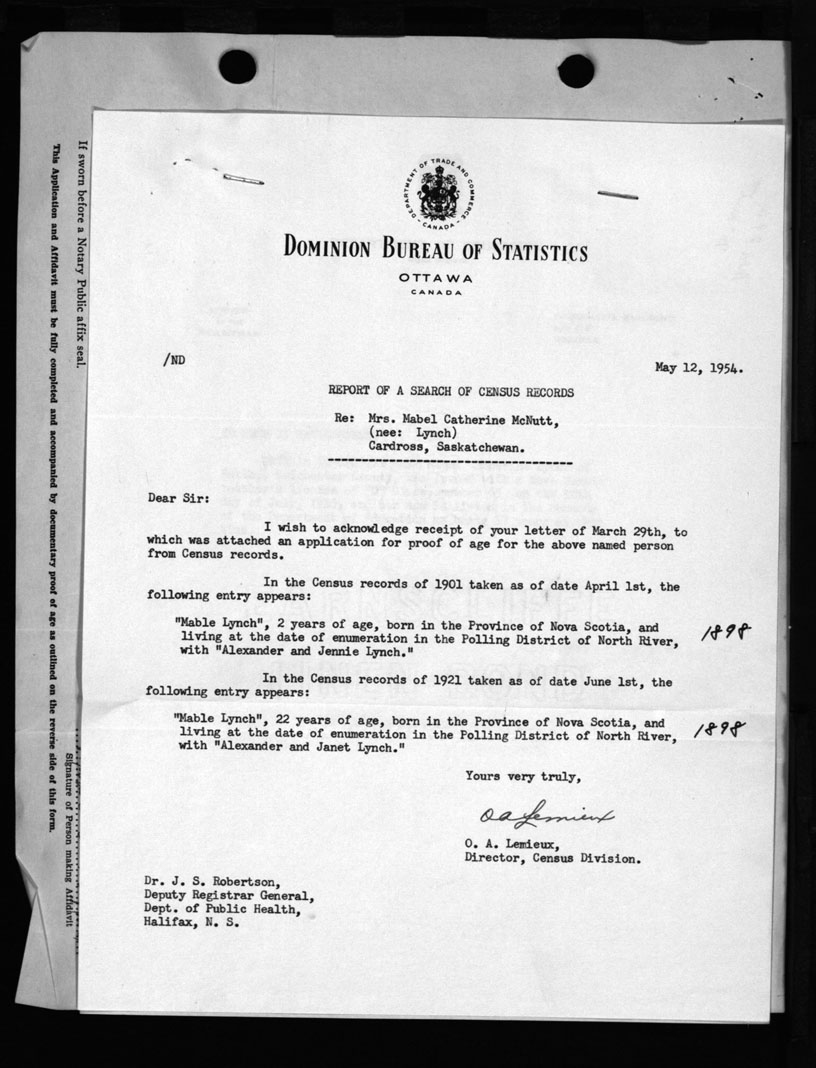 DEPARTMENT OF TRADE AND COMMERCE
CANADA
DOMINION BUREAU OF STATISTICS
OTTAWA
CANADA
/ND
May 12, 1954.
REPORT OF A SEARCH OF CENSUS RECORDS
Re: Mrs. Mabel Catherine McNutt,
(nee: Lynch)
Cardross, Saskatchewan.
Dear Sir:
I wish to acknowledge receipt of your letter of March 29th, to
which was attached an application for proof of age for the above named person
from Census records.
In the Census records of 1901 taken as of date April 1st, the
following entry appears:
"Mable Lynch", 2 years of age, born in the Province of Nova Scotia, and
living at the date of enumeration in the Polling District of North River, 1898
with "Alexander and Jennie Lynch."
In the Census records of 1921 taken as of date June 1st, the
following entry appears:
"Mable Lynch", 22 years of age, born in the Province of Nova Scotia, and
living at the date of enumeration in the Polling District of North River, 1898
with "Alexander and Janet Lynch."
Yours very truly,
O A Lemieux
O. A. Lemieux,
Director, Census Division.
Dr. J. S. Robertson,
Deputy Registrar General,
Dept. of Public Health,
Halifax, N. S.
Signature of Person making Affidavit
If sworn before a Notary Public affix seal.
This Application and Affidavit must be fully completed and accompanied by documentary proof of age as outlined on the reverse side of this form.